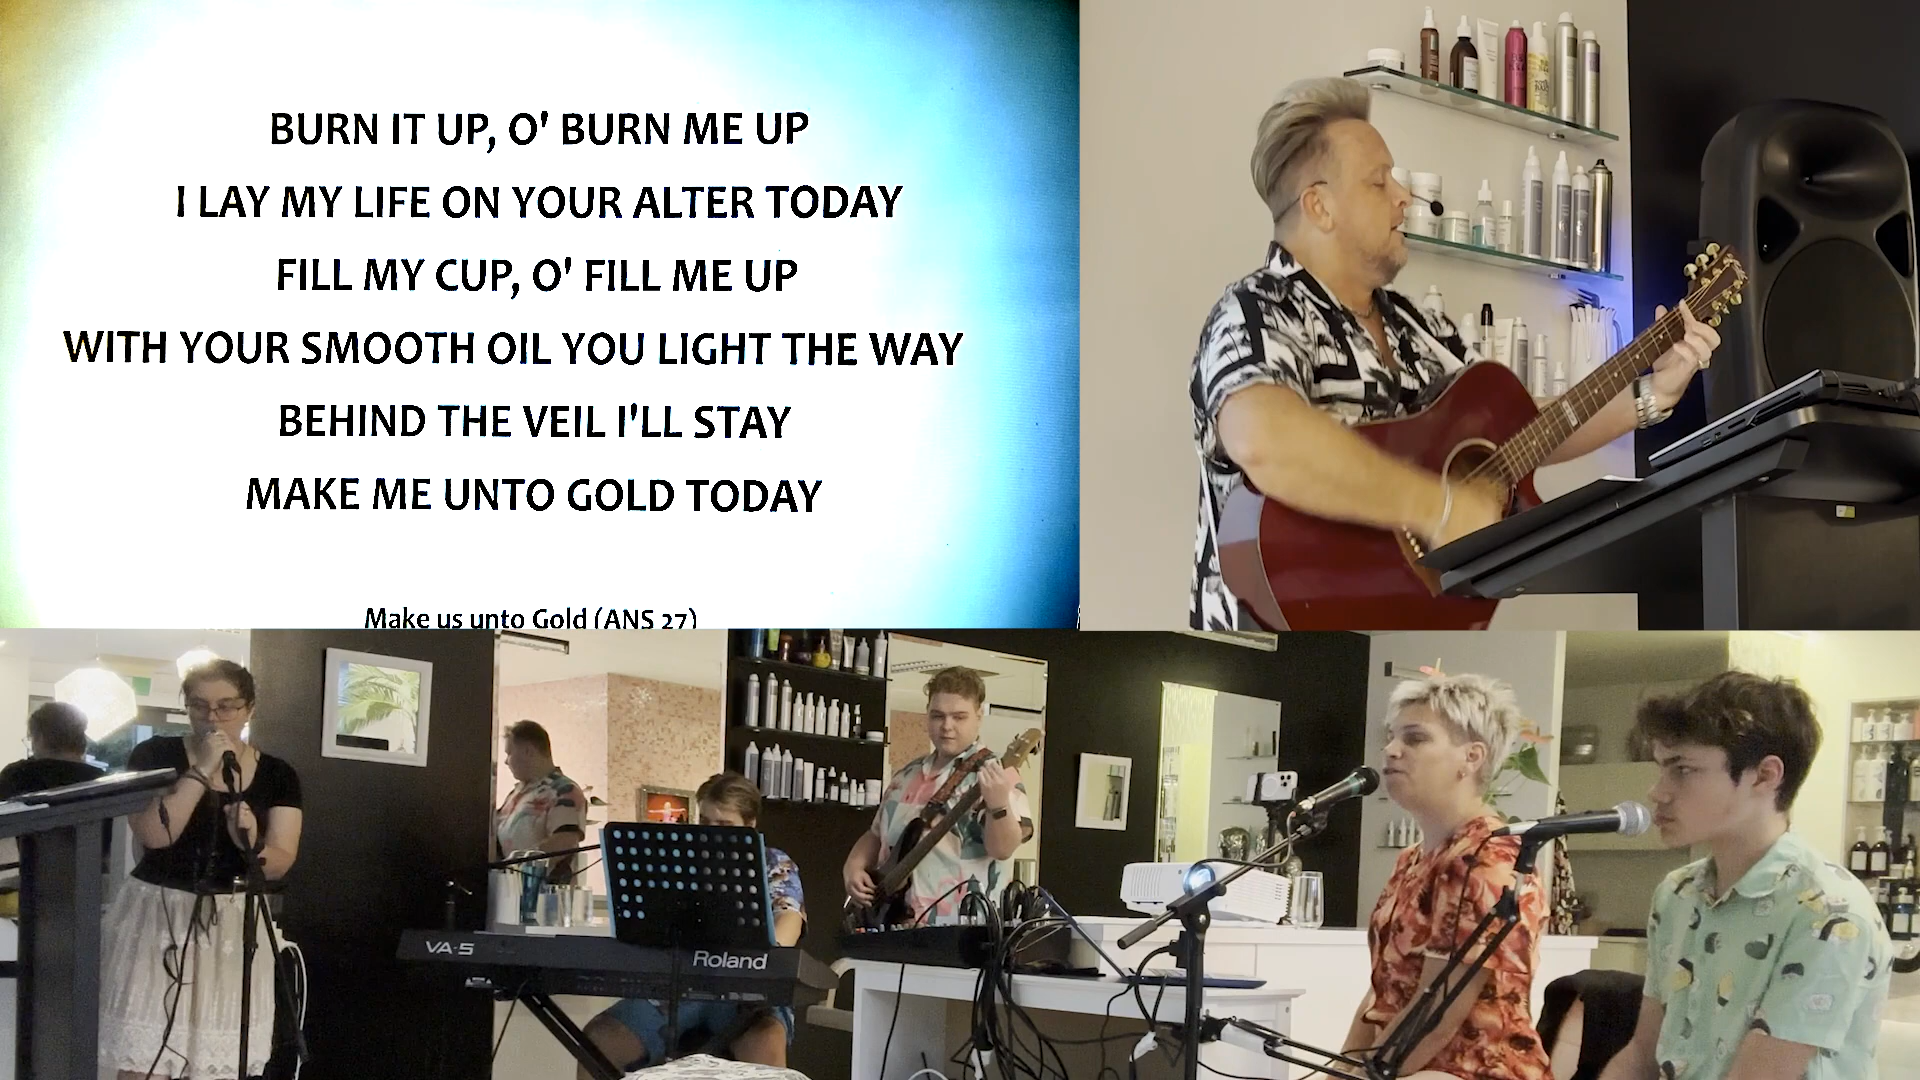 BURN IT UP, O' BURN ME UP
I LAY MY LIFE ON YOUR ALTER TODAY
FILL MY CUP, O' FILL ME UP
WITH YOUR SMOOTH OIL YOU LIGHT THE WAY
BEHIND THE VEIL I'LL STAY
MAKE ME UNTO GOLD TODAY
Make us unto Gold (ANS 27)
VA-5
Roland